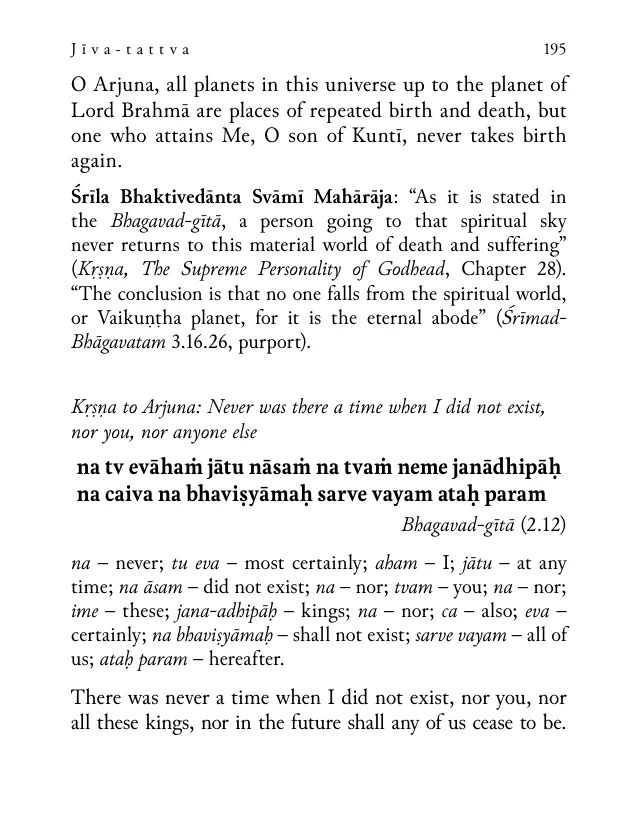 Jīva-tattva 195
O Arjuna, all planets in this universe up to the planet of
Lord Brahmā are places of repeated birth and death, but
one who attains Me, O son of Kuntī, never takes birth
again.
Śrīla Bhaktivedānta Svāmī Mahārāja: “As it is stated in
the Bhagavad-gītā, a person going to that spiritual sky
never returns to this material world of death and suffering”
(Kṛṣṇa, The Supreme Personality of Godhead, Chapter 28).
“The conclusion is that no one falls from the spiritual world,
or Vaikuṇṭha planet, for it is the eternal abode” (Śrīmad-
Bhāgavatam 3.16.26, purport).
Kṛṣṇa to Arjuna: Never was there a time when I did not exist,
nor you, nor anyone else
na tv evāhaṁ jātu nāsaṁ na tvaṁ neme janādhipāḥ
na caiva na bhaviṣyāmaḥ sarve vayam ataḥ param
Bhagavad-gītā (2.12)
na – never; tu eva – most certainly; aham – I; jātu – at any
time; na āsam – did not exist; na – nor; tvam – you; na – nor;
ime – these; jana-adhipāḥ – kings; na – nor; ca – also; eva –
certainly; na bhaviṣyāmaḥ – shall not exist; sarve vayam – all of
us; ataḥ param – hereafter.
There was never a time when I did not exist, nor you, nor
all these kings, nor in the future shall any of us cease to be.